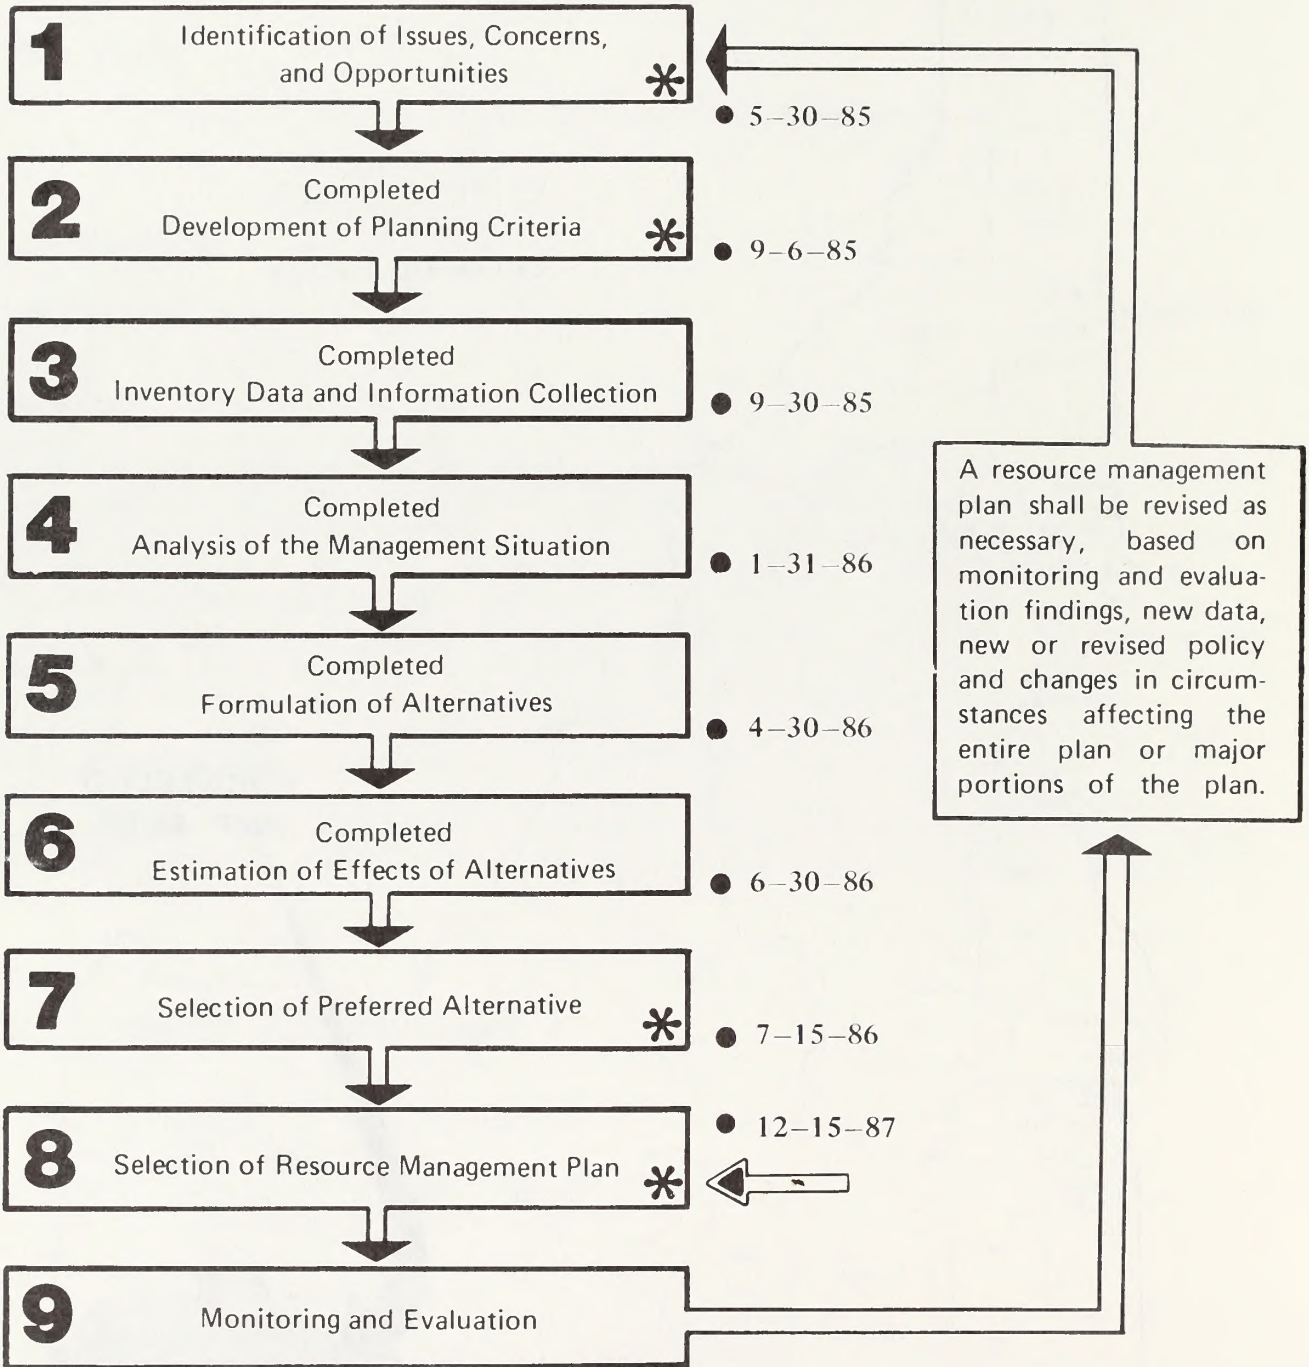 1
Identification of Issues, Concerns,
and Opportunities
*
● 5–30–85
2
Completed
Development of Planning Criteria
*
● 9–6–85
3
Completed
Inventory Data and Information Collection
● 9–30–85
4
Completed
Analysis of the Management Situation
● 1–31–86
5
Completed
Formulation of Alternatives
● 4–30–86
6
Completed
Estimation of Effects of Alternatives
● 6–30–86
7
Selection of Preferred Alternative
*
● 7–15–86
8
Selection of Resource Management Plan
*
● 12–15–87
9
Monitoring and Evaluation
A resource management
plan shall be revised as
necessary, based on
monitoring and evalua-
tion findings, new data,
new or revised policy
and changes in circum-
stances affecting the
entire plan or major
portions of the plan.